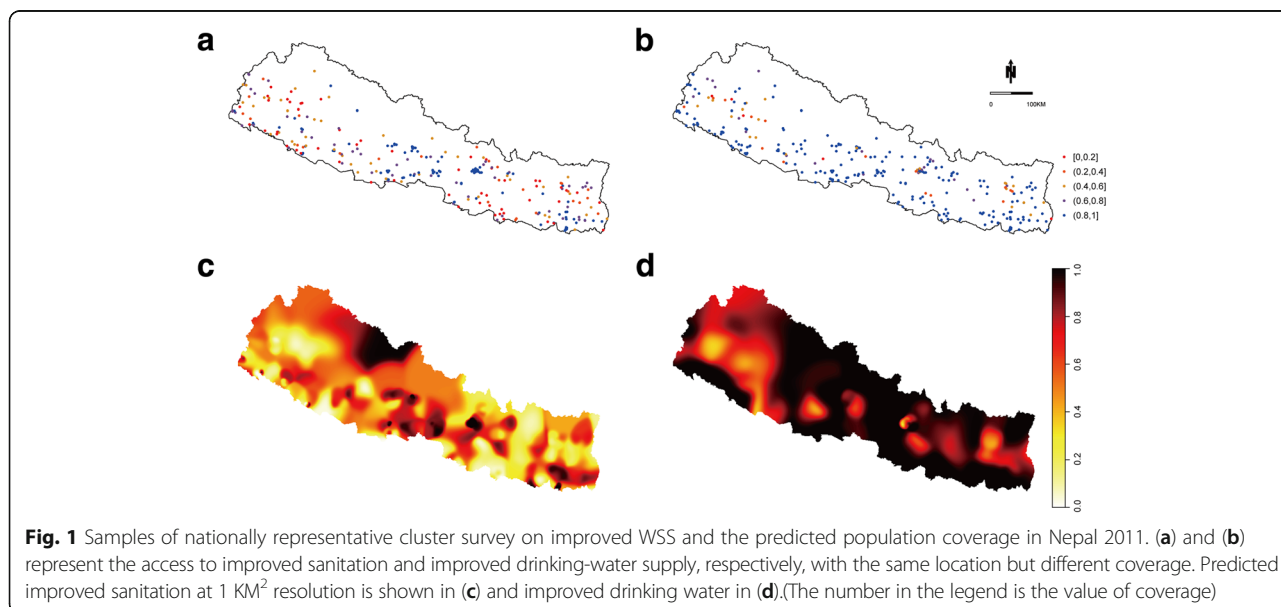 a
b
N
0 100KM
[0,0.2]
(0.2,0.4]
(0.4,0.6]
(0.6,0.8]
(0.8,1]
c
d
1.0
0.8
0.6
0.4
0.2
0.0
Fig. 1 Samples of nationally representative cluster survey on improved WSS and the predicted population coverage in Nepal 2011. (a) and (b)
represent the access to improved sanitation and improved drinking-water supply, respectively, with the same location but different coverage. Predicted
improved sanitation at 1 KM² resolution is shown in (c) and improved drinking water in (d).(The number in the legend is the value of coverage)